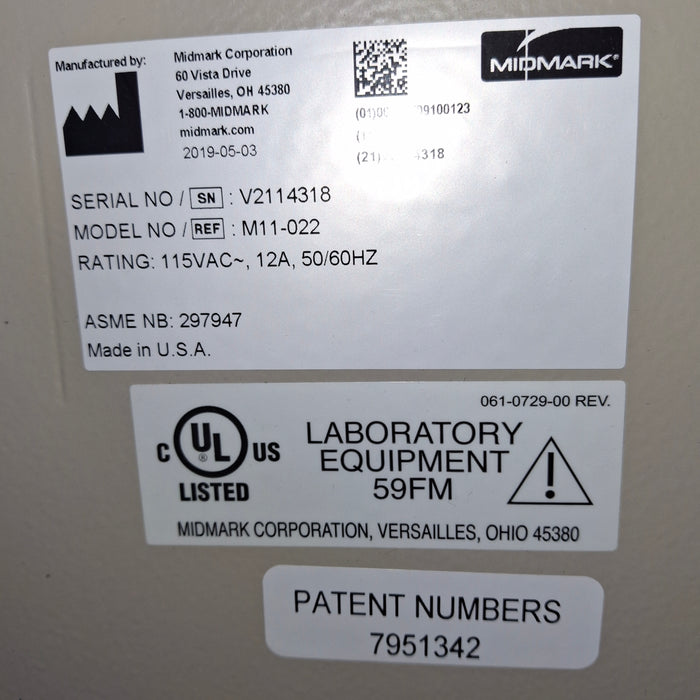 Manufactured by:
Midmark Corporation
60 Vista Drive
Versailles, OH 45380
1-800-MIDMARK
midmark.com
2019-05-03
MIDMARK®
SERIAL NO / SN : V2114318
MODEL NO / REF : M11-022
RATING: 115VAC~, 12A, 50/60HZ
ASME NB: 297947
Made in U.S.A.
061-0729-00 REV.
C UL ® US
LISTED
LABORATORY
EQUIPMENT
59FM
MIDMARK CORPORATION, VERSAILLES, OHIO 45380
PATENT NUMBERS
7951342